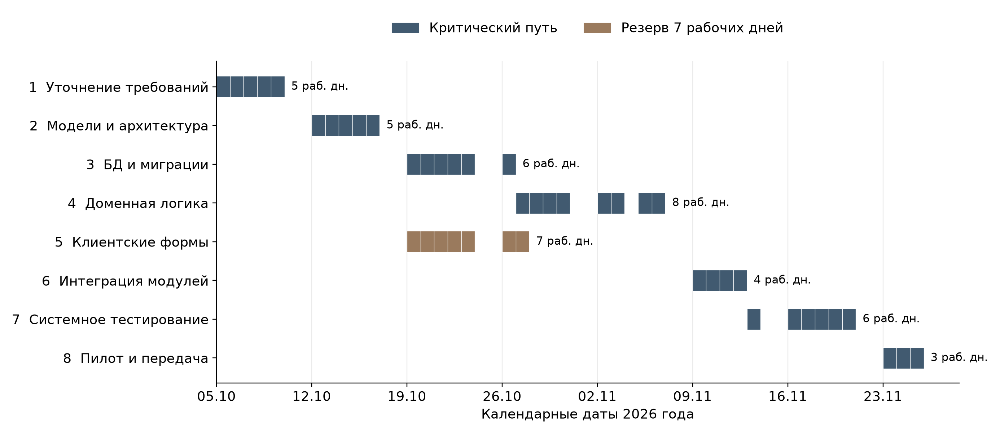 Критический путь
Резерв 7 рабочих дней
1 Уточнение требований
5 раб. дн.
2 Модели и архитектура
5 раб. дн.
3 БД и миграции
6 раб. дн.
4 Доменная логика
8 раб. дн.
5 Клиентские формы
7 раб. дн.
6 Интеграция модулей
4 раб. дн.
7 Системное тестирование
6 раб. дн.
8 Пилот и передача
3 раб. дн.
05.10 12.10 19.10 26.10 02.11 09.11 16.11 23.11
Календарные даты 2026 года